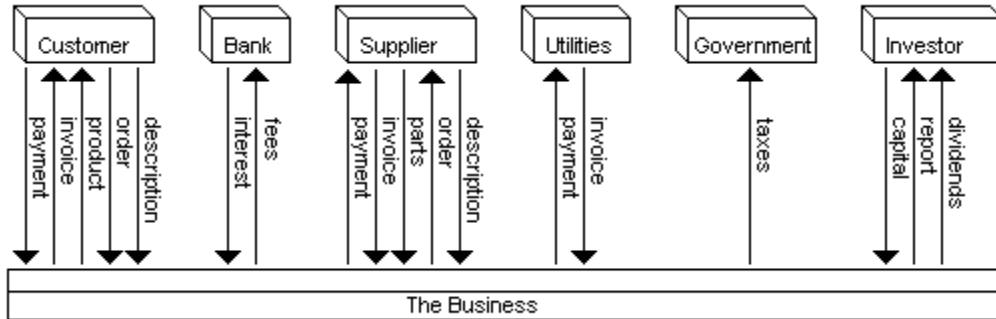 Customer
Bank
Supplier
Utilities
Government
Investor
payment
invoice
product
order
description
interest
fees
payment
invoice
parts
order
description
payment
invoice
taxes
capital
report
dividends
The Business